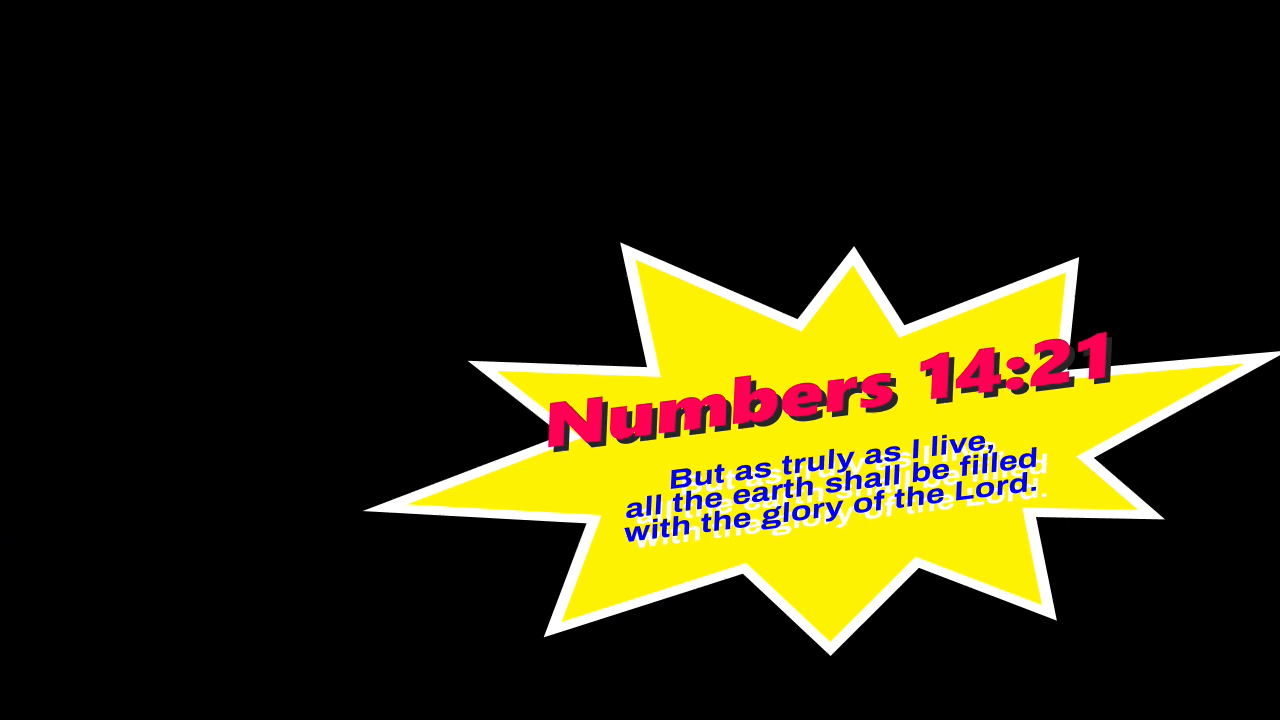 Numbers 14:21
But as truly as I live,
all the earth shall be filled
with the glory of the Lord.